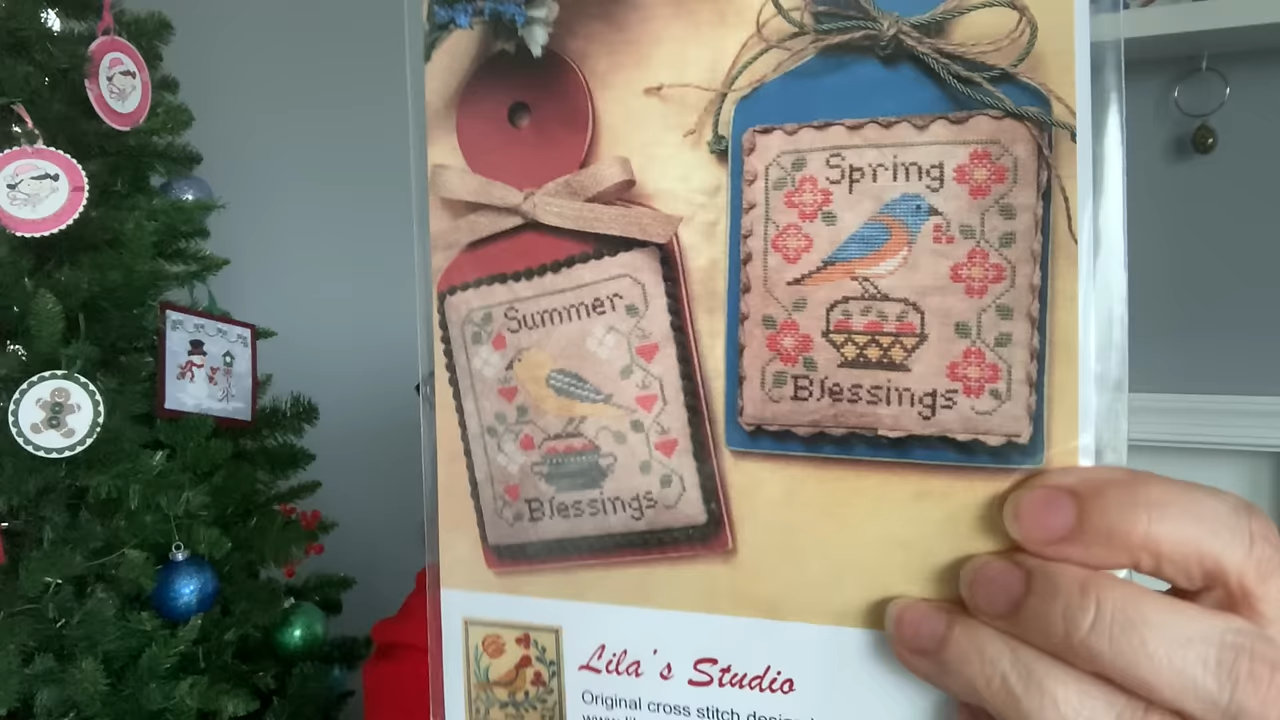 Spring
Blessings
Summer
Blessings
Lila's Studio
Original cross stitch